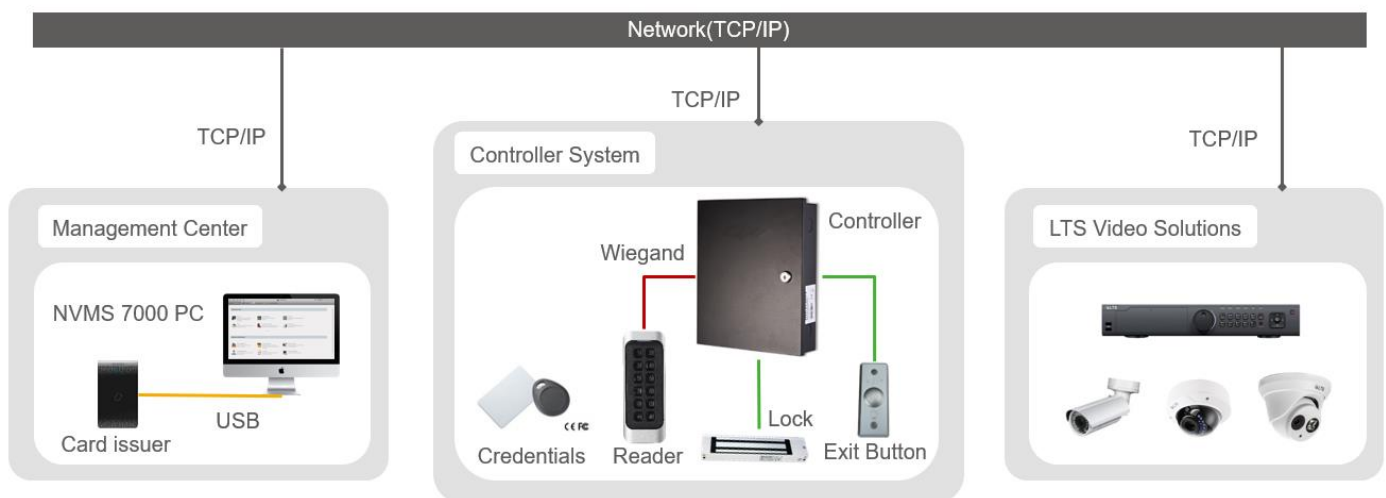 Network(TCP/IP)
TCP/IP
TCP/IP
TCP/IP
Management Center
NVMS 7000 PC
USB
Card issuer
Controller System
Controller
Wiegand
Lock
Credentials
Reader
Exit Button
LTS Video Solutions